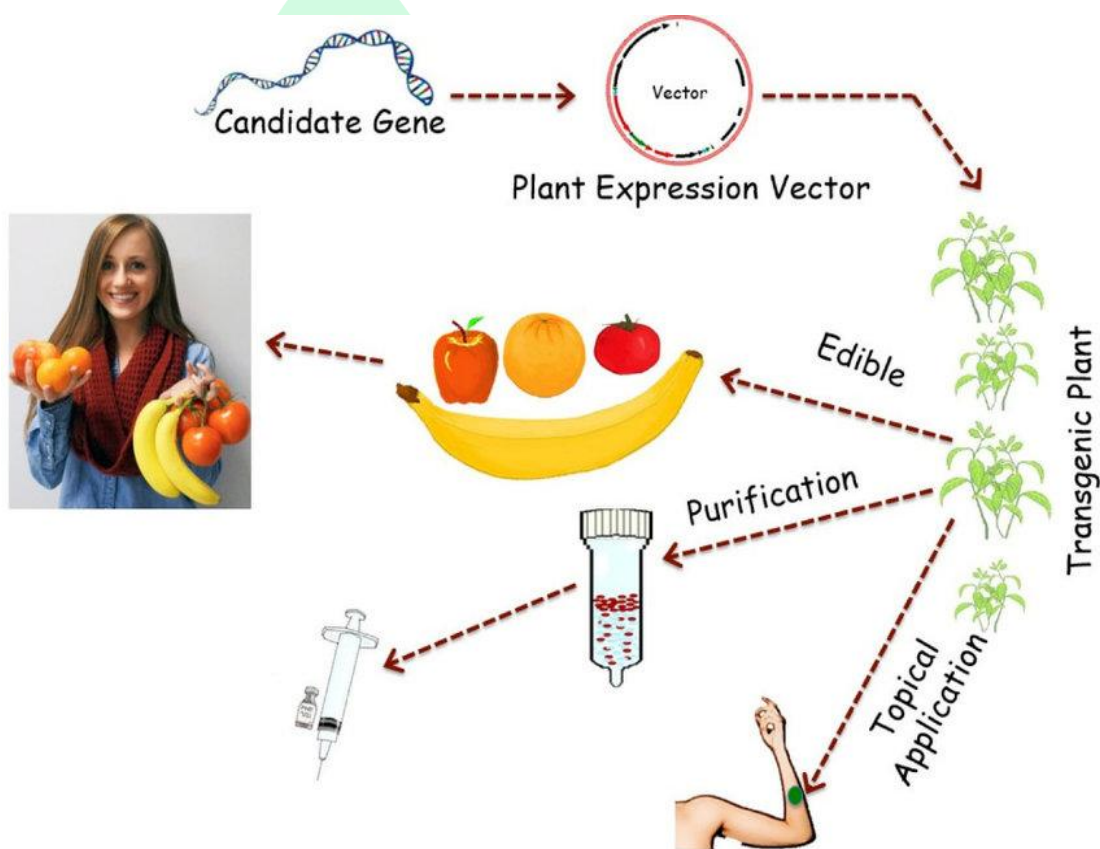 Candidate Gene
Vector
Plant Expression Vector
Edible
Transgenic Plant
Purification
Topical
Application